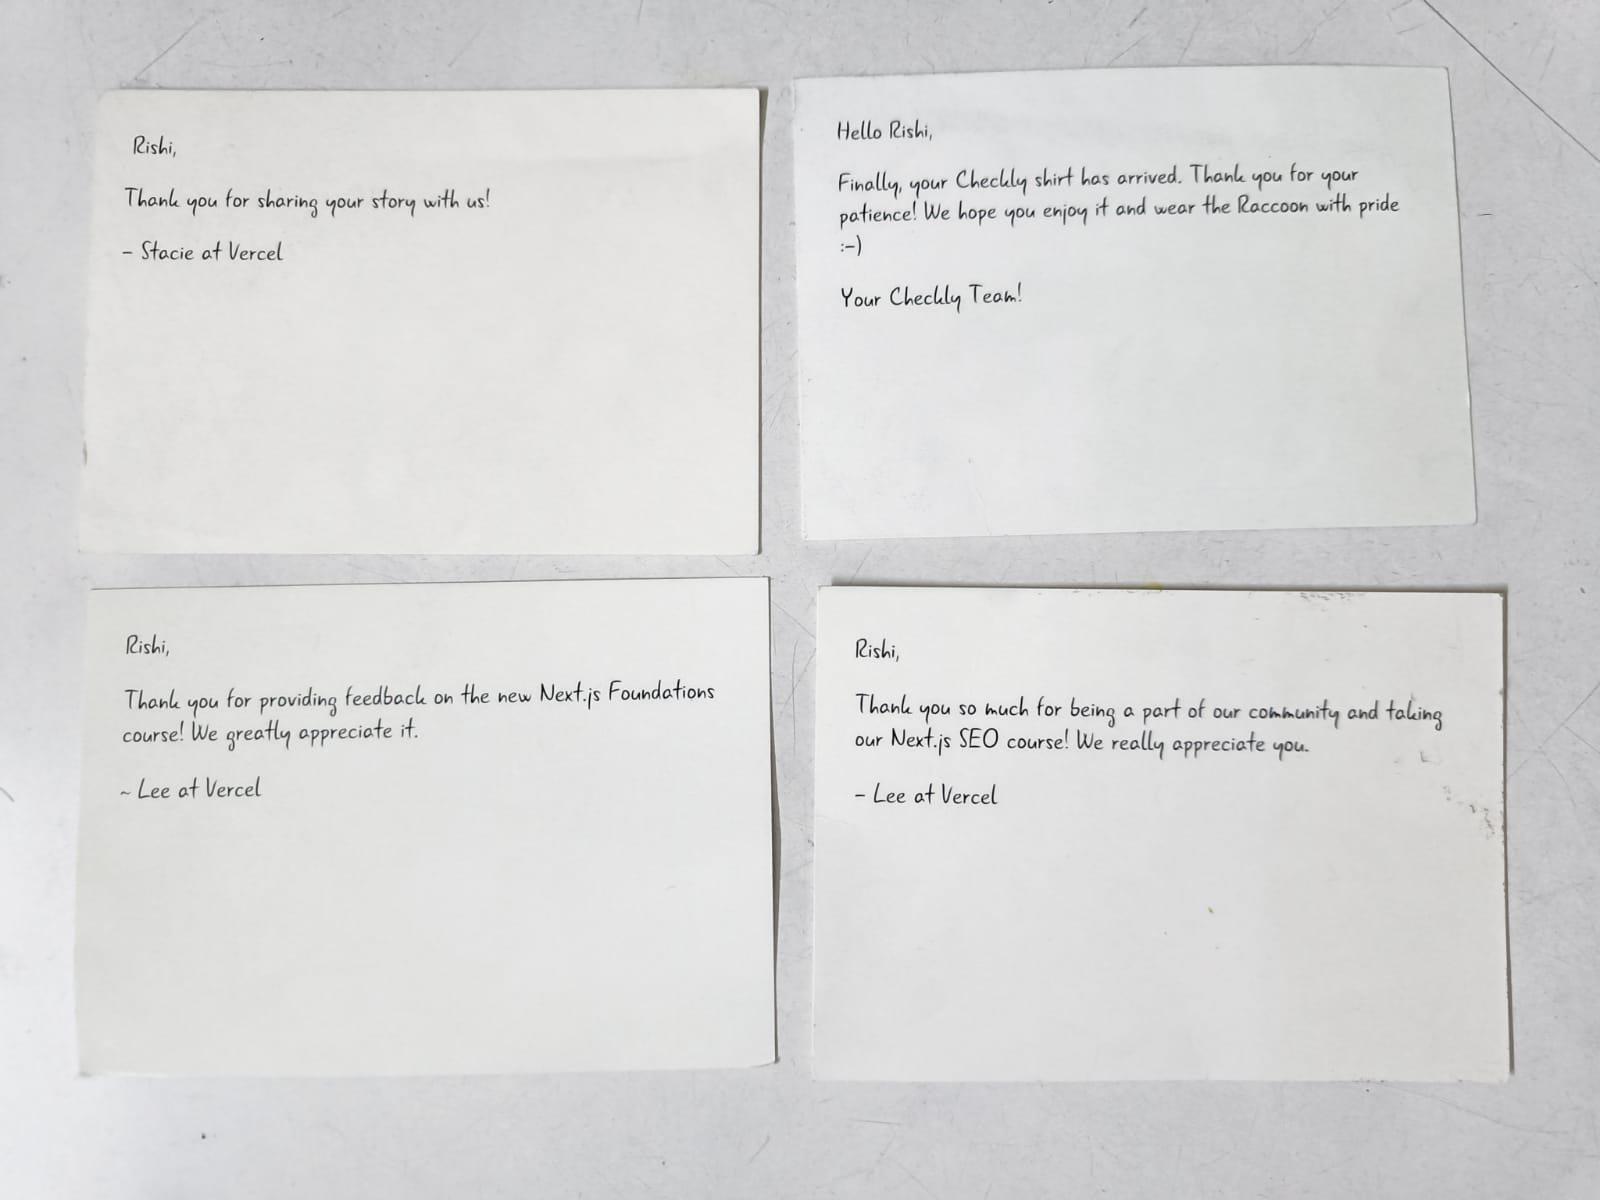 Rishi,
Thank you for sharing your story with us!
- Stacie at Vercel
Hello Rishi,
Finally, your Checkly shirt has arrived. Thank you for your
patience! We hope you enjoy it and wear the Raccoon with pride
:-)
Your Checkly Team!
Rishi,
Thank you for providing feedback on the new Next.js Foundations
course! We greatly appreciate it.
~ Lee at Vercel
Rishi,
Thank you so much for being a part of our community and taking
our Next.js SEO course! We really appreciate you.
- Lee at Vercel